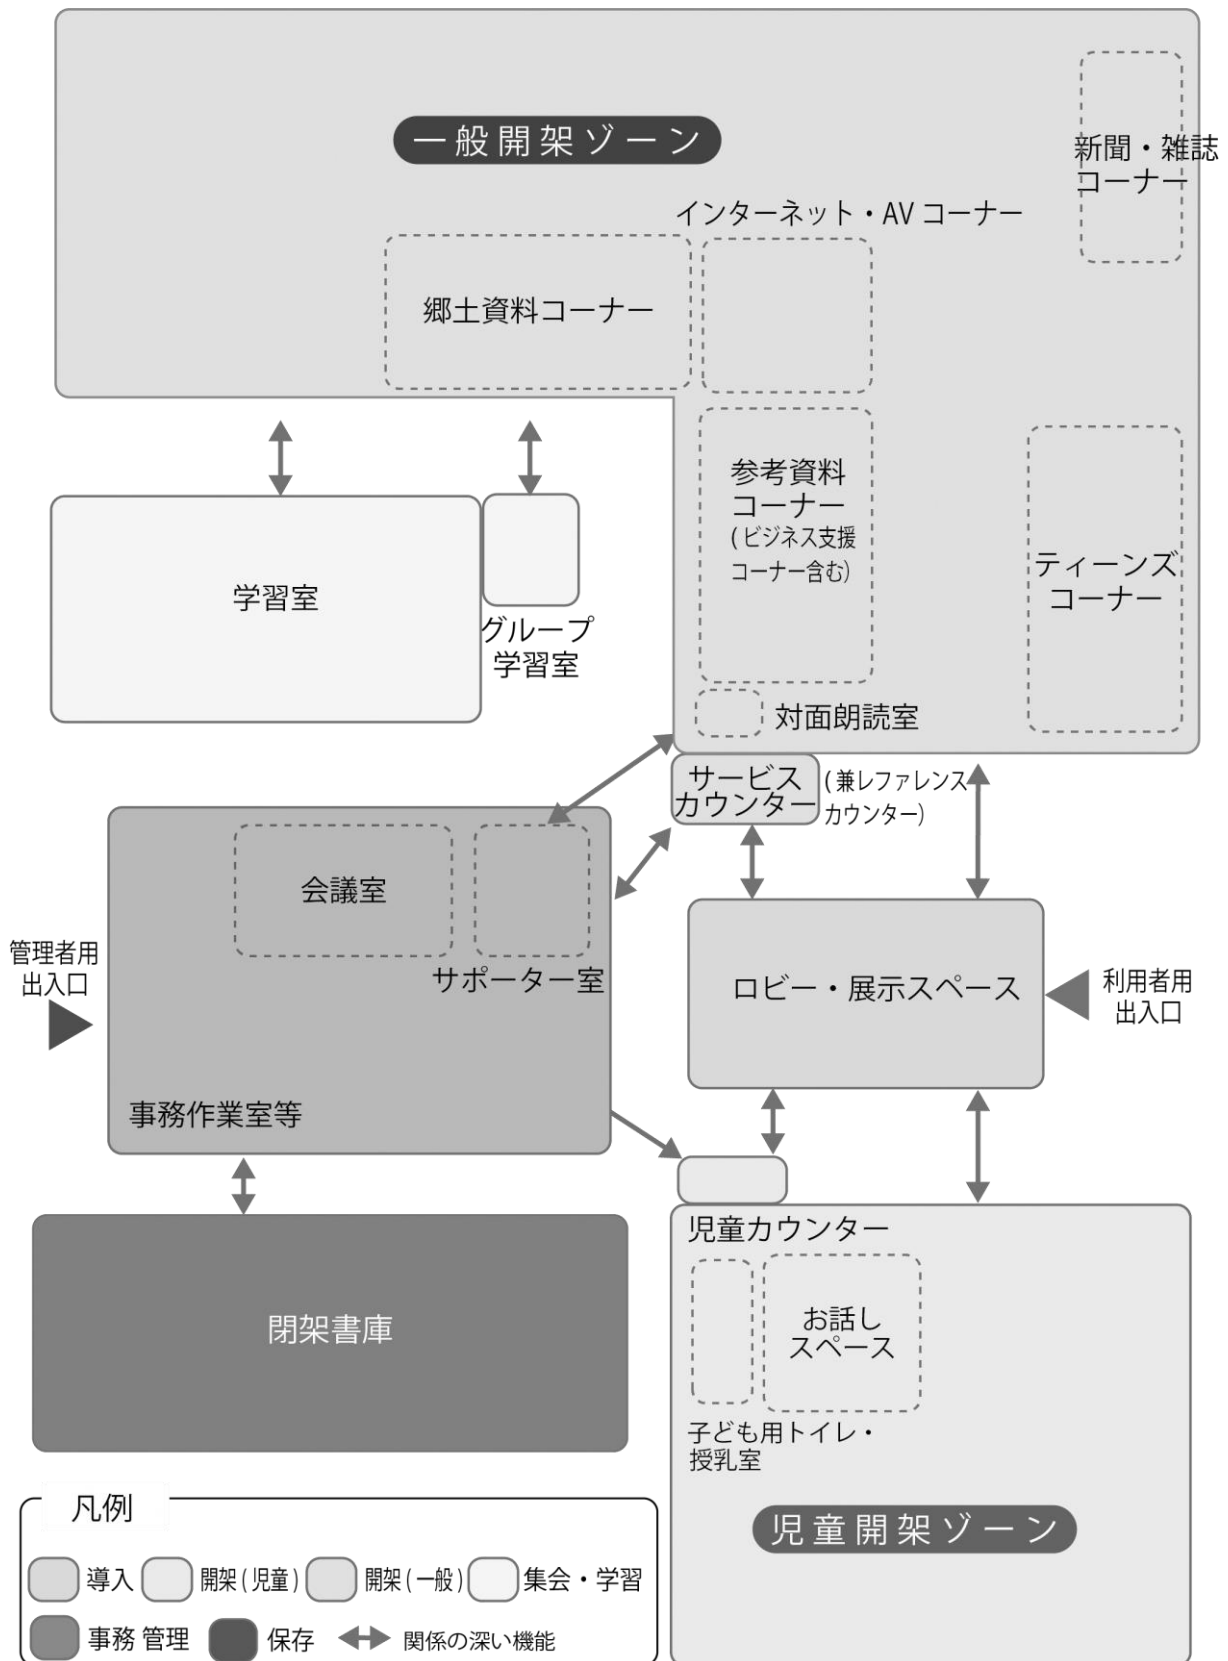 一般開架ゾーン
新聞・雑誌
コーナー
インターネット・AV コーナー
郷土資料コーナー
参考資料
コーナー
(ビジネス支援
コーナー含む)
ティーンズ
コーナー
学習室
グループ
学習室
対面朗読室
サービス
カウンター
(兼レファレンス
カウンター)
会議室
サポーター室
管理者用
出入口
ロビー・展示スペース
利用者用
出入口
事務作業室等
児童カウンター
閉架書庫
お話し
スペース
子ども用トイレ・
授乳室
児童開架ゾーン
凡例
導入 開架(児童) 開架(一般) 集会・学習
事務 管理 保存 関係の深い機能